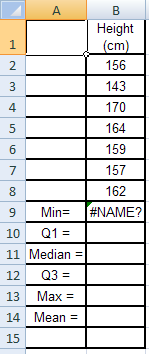 A B
1 Height
(cm)
2 156
3 143
4 170
5 164
6 159
7 157
8 162
9 Min= #NAME?
10 Q1 =
11 Median =
12 Q3 =
13 Max =
14 Mean =
15